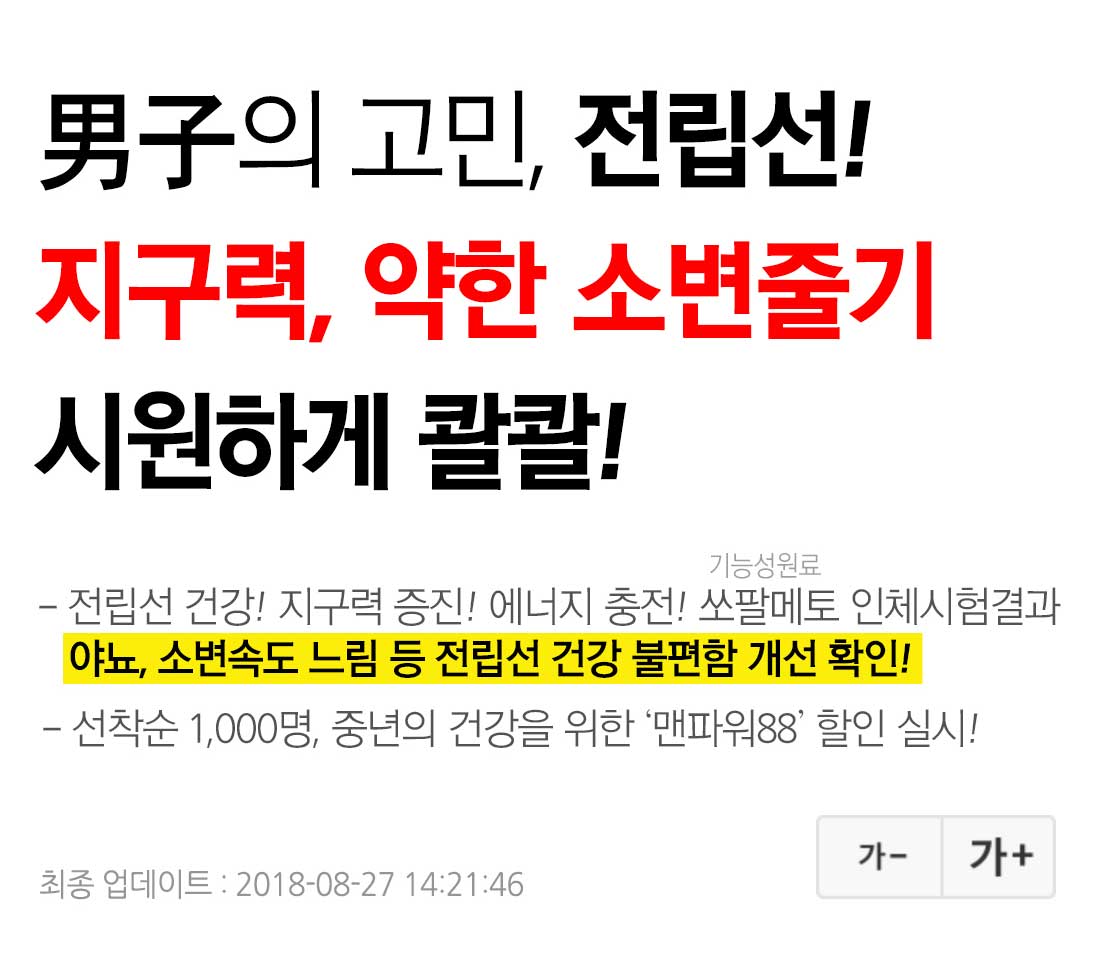 男子의 고민, 전립선!
지구력, 약한 소변줄기
시원하게 콸콸!
기능성원료
- 전립선 건강! 지구력 증진! 에너지 충전! 쏘팔메토 인체시험결과
야뇨, 소변속도 느림 등 전립선 건강 불편함 개선 확인!
- 선착순 1,000명, 중년의 건강을 위한 ‘맨파워88’ 할인 실시!
가- 가+
최종 업데이트 : 2018-08-27 14:21:46